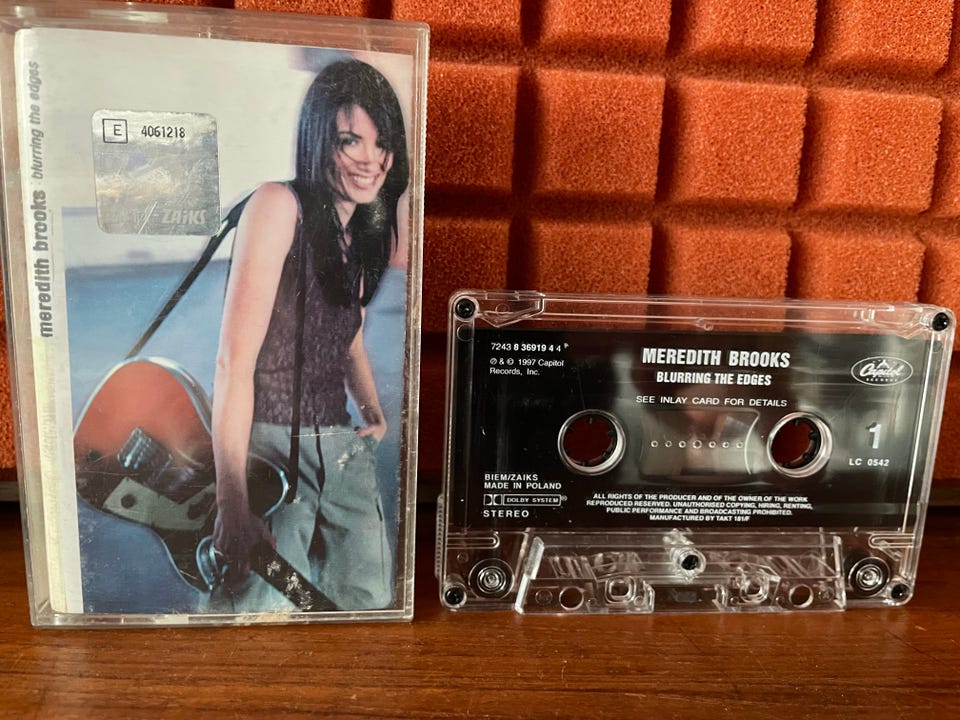 meredith brooks : blurring the edges
E 4061218
ZAiKS
7243 8 36919 4 4 P
℗ & © 1997 Capitol
Records, Inc.
MEREDITH BROOKS
BLURRING THE EDGES
SEE INLAY CARD FOR DETAILS
Capitol
RECORDS
1
LC 0542
BIEM/ZAIKS
MADE IN POLAND
DOLBY SYSTEM®
STEREO
ALL RIGHTS OF THE PRODUCER AND OF THE OWNER OF THE WORK
REPRODUCED RESERVED. UNAUTHORISED COPYING, HIRING, RENTING,
PUBLIC PERFORMANCE AND BROADCASTING PROHIBITED.
MANUFACTURED BY TAKT 181/F